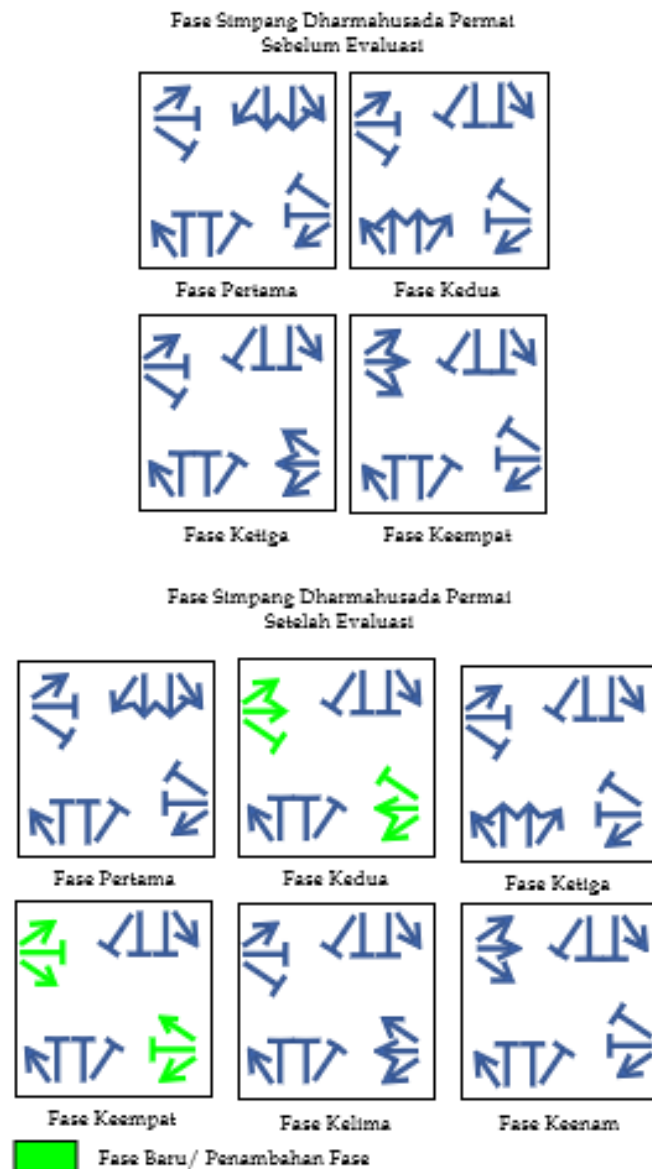 Fase Simpang Dharmahusada Permai
Sebelum Evaluasi
Fase Pertama
Fase Kedua
Fase Ketiga
Fase Keempat
Fase Simpang Dharmahusada Permai
Setelah Evaluasi
Fase Pertama
Fase Kedua
Fase Ketiga
Fase Keempat
Fase Kelima
Fase Keenam
Fase Baru/ Penambahan Fase